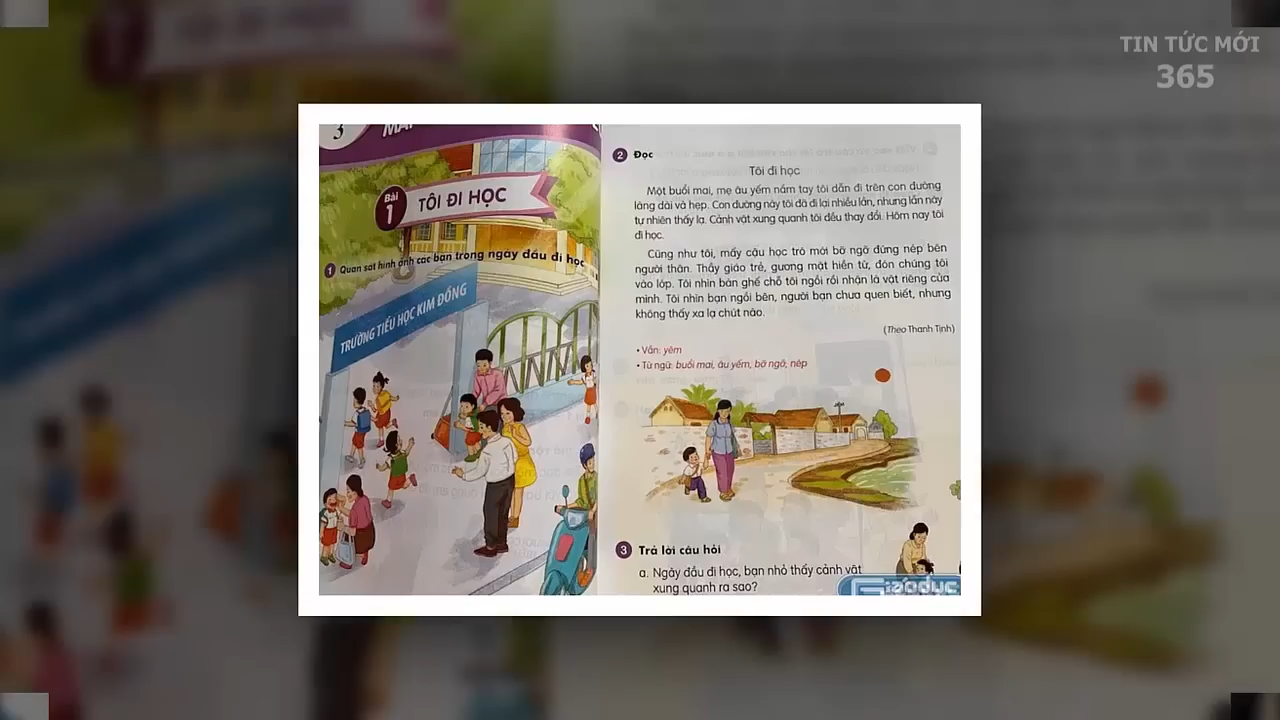 TIN TỨC MỚI
365
3
Bài
1
TÔI ĐI HỌC
1 Quan sát hình ảnh các bạn trong ngày đầu đi học
TRƯỜNG TIỂU HỌC KIM ĐỒNG
2 Đọc
Tôi đi học
Một buổi mai, mẹ âu yếm nắm tay tôi dẫn đi trên con đường
làng dài và hẹp. Con đường này tôi đã đi lại nhiều lần, nhưng lần này
tự nhiên thấy lạ. Cảnh vật xung quanh tôi đều thay đổi. Hôm nay tôi
đi học.
Cũng như tôi, mấy cậu học trò mới bỡ ngỡ đứng nép bên
người thân. Thầy giáo trẻ, gương mặt hiền từ, đón chúng tôi
vào lớp. Tôi nhìn bàn ghế chỗ tôi ngồi rồi nhận là vật riêng của
mình. Tôi nhìn bạn ngồi bên, người bạn chưa quen biết, nhưng
không thấy xa lạ chút nào.
(Theo Thanh Tịnh)
• Vần: yêm
• Từ ngữ: buổi mai, âu yếm, bỡ ngỡ, nép
3 Trả lời câu hỏi
a. Ngày đầu đi học, bạn nhỏ thấy cảnh vật
xung quanh ra sao?
Giáodục